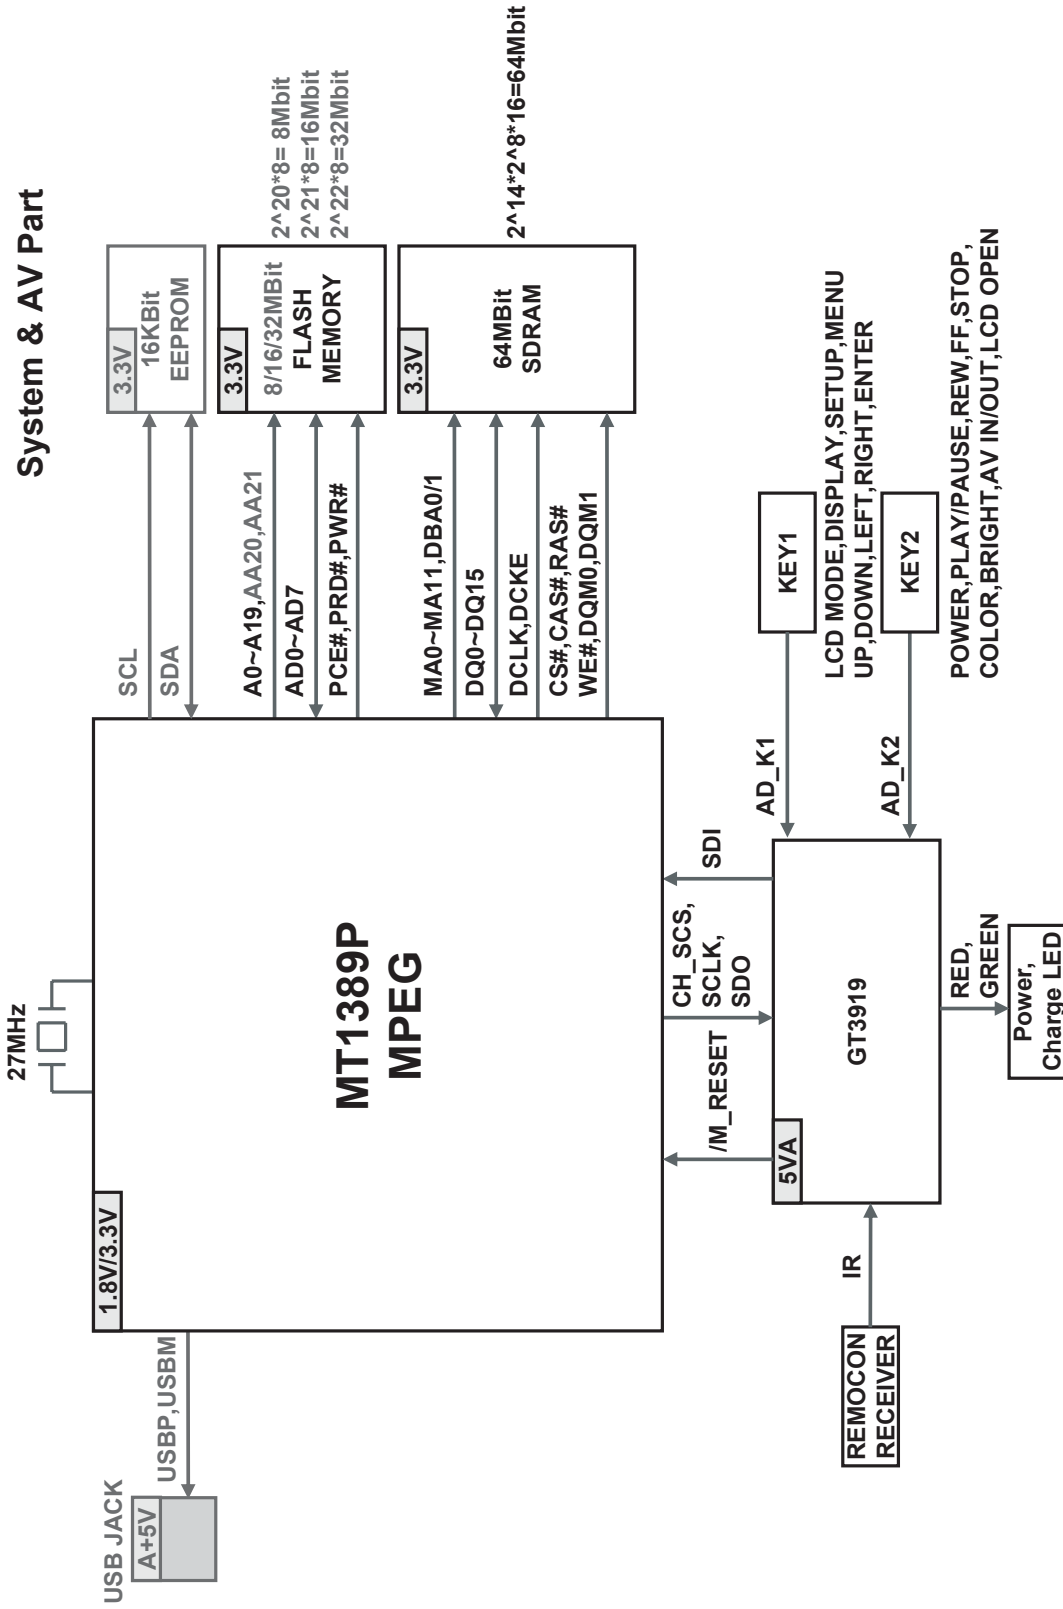 System & AV Part
27MHz
USB JACK
A+5V
USBP,USBM
1.8V/3.3V
MT1389P
MPEG
SCL
SDA
3.3V
16KBit
EEPROM
A0~A19,AA20,AA21
AD0~AD7
PCE#,PRD#,PWR#
3.3V
8/16/32MBit
FLASH
MEMORY
2^20*8= 8Mbit
2^21*8=16Mbit
2^22*8=32Mbit
MA0~MA11,DBA0/1
DQ0~DQ15
DCLK,DCKE
CS#,CAS#,RAS#
WE#,DQM0,DQM1
3.3V
64MBit
SDRAM
2^14*2^8*16=64Mbit
/M_RESET
CH_SCS,
SCLK,
SDO
SDI
REMOCON
RECEIVER
IR
5VA
GT3919
AD_K1
KEY1
LCD MODE,DISPLAY,SETUP,MENU
UP,DOWN,LEFT,RIGHT,ENTER
AD_K2
KEY2
POWER,PLAY/PAUSE,REW,FF,STOP,
COLOR,BRIGHT,AV IN/OUT,LCD OPEN
RED,
GREEN
Power,
Charge LED